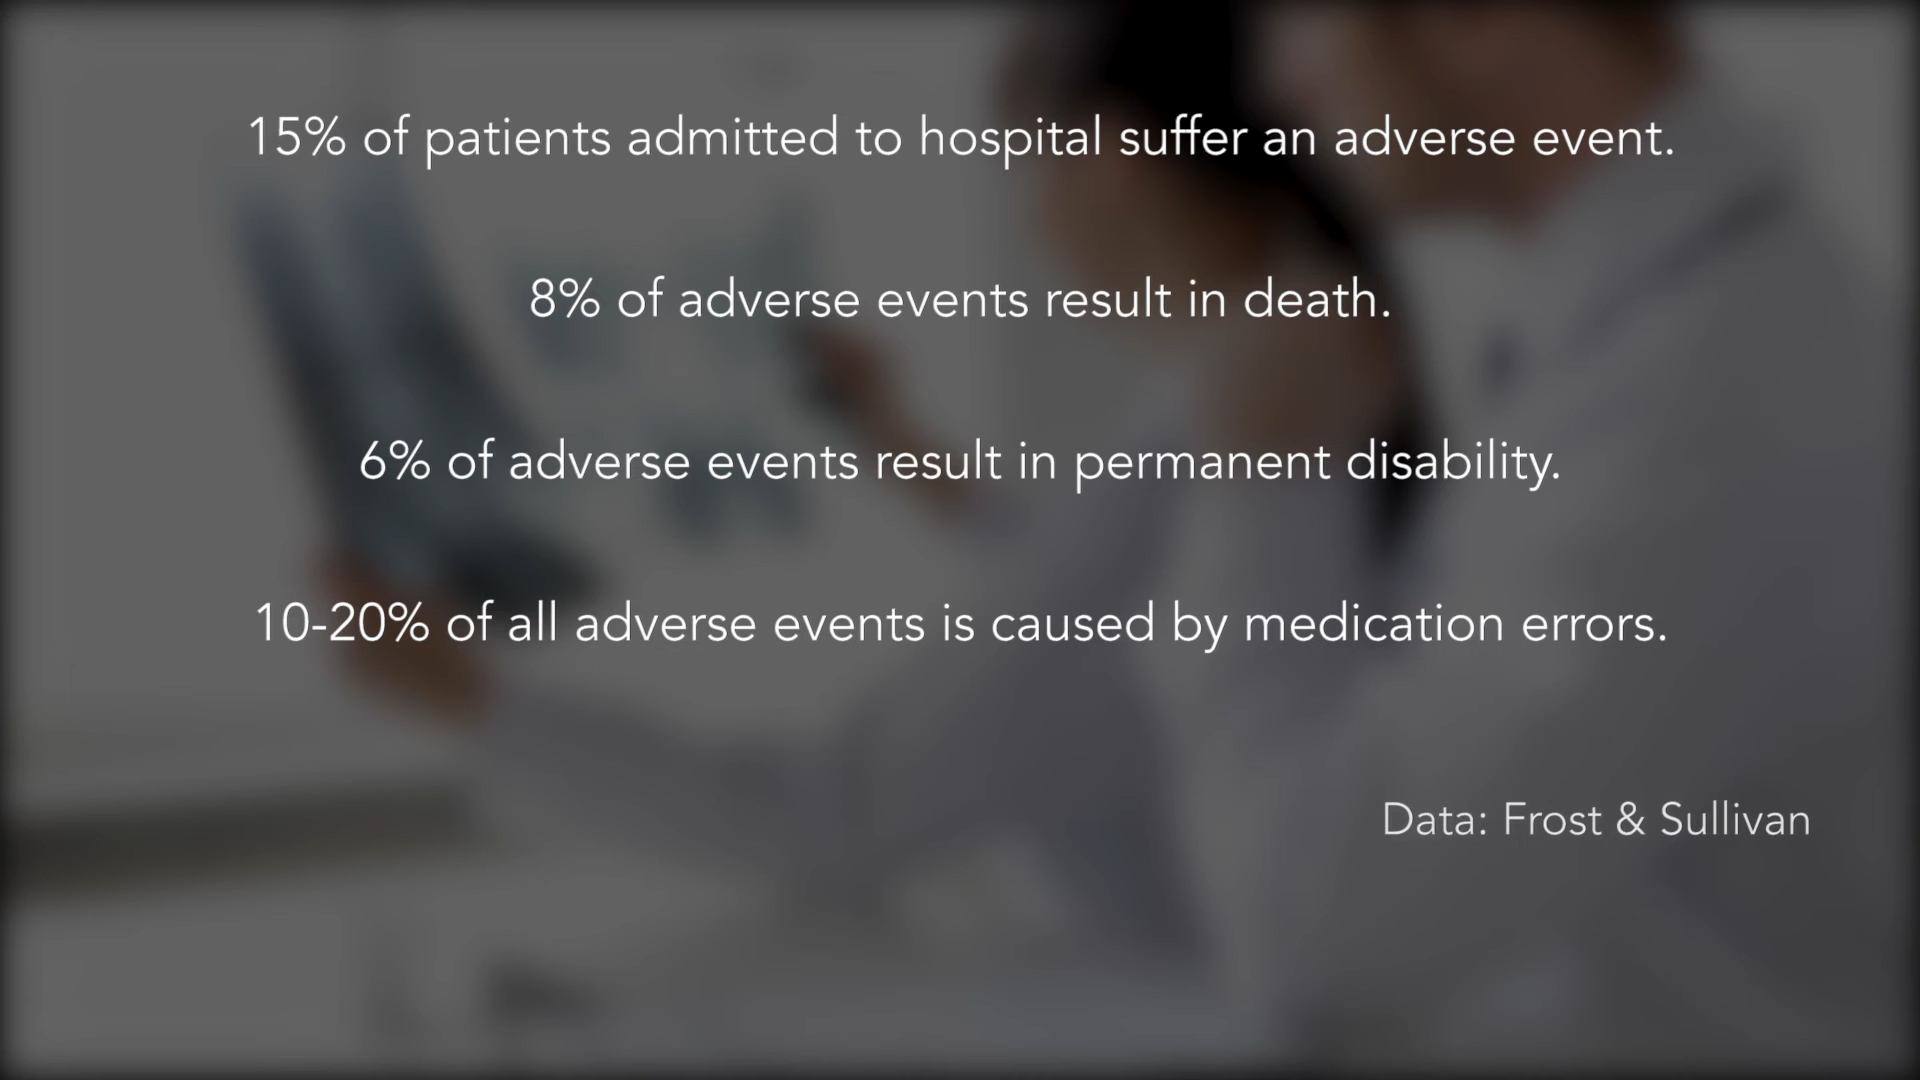 15% of patients admitted to hospital suffer an adverse event.
8% of adverse events result in death.
6% of adverse events result in permanent disability.
10-20% of all adverse events is caused by medication errors.
Data: Frost & Sullivan